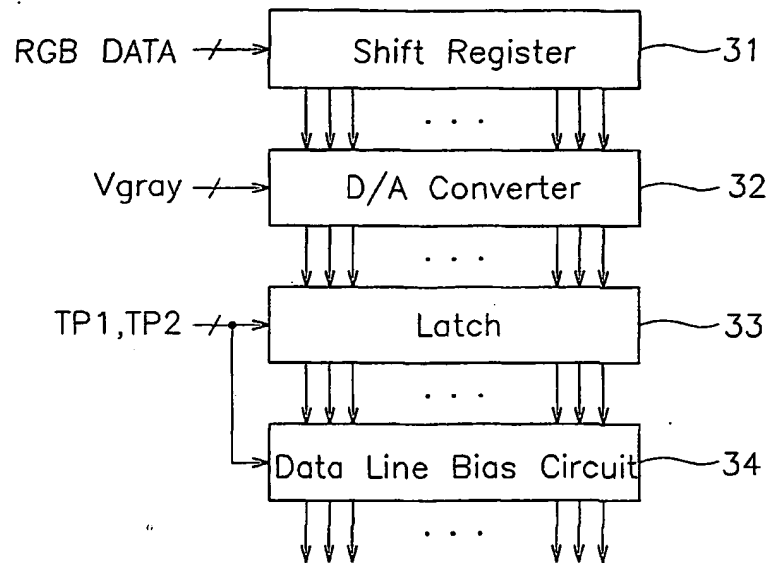 RGB DATA
Shift Register
31
. . .
Vgray
D/A Converter
32
. . .
TP1,TP2
Latch
33
. . .
Data Line Bias Circuit
34
. . .